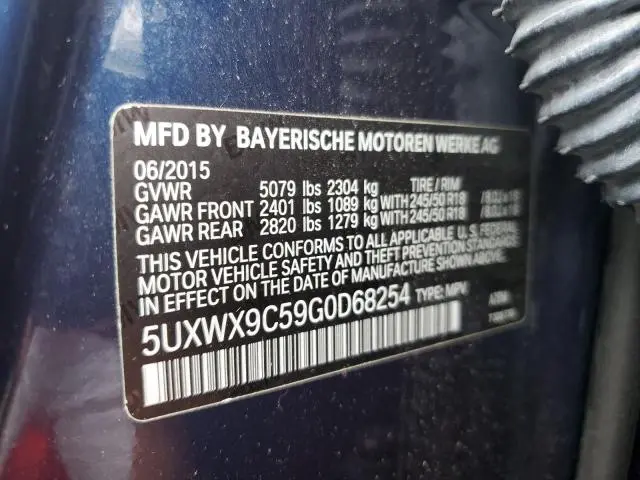 MFD BY BAYERISCHE MOTOREN WERKE AG
06/2015
GVWR 5079 lbs 2304 kg TIRE / RIM
GAWR FRONT 2401 lbs 1089 kg WITH 245/50 R18
GAWR REAR 2820 lbs 1279 kg WITH 245/50 R18
THIS VEHICLE CONFORMS TO ALL APPLICABLE U.S. FEDERAL
MOTOR VEHICLE SAFETY AND THEFT PREVENTION STANDARDS
IN EFFECT ON THE DATE OF MANUFACTURE SHOWN ABOVE.
5UXWX9C59G0D68254 TYPE: MPV